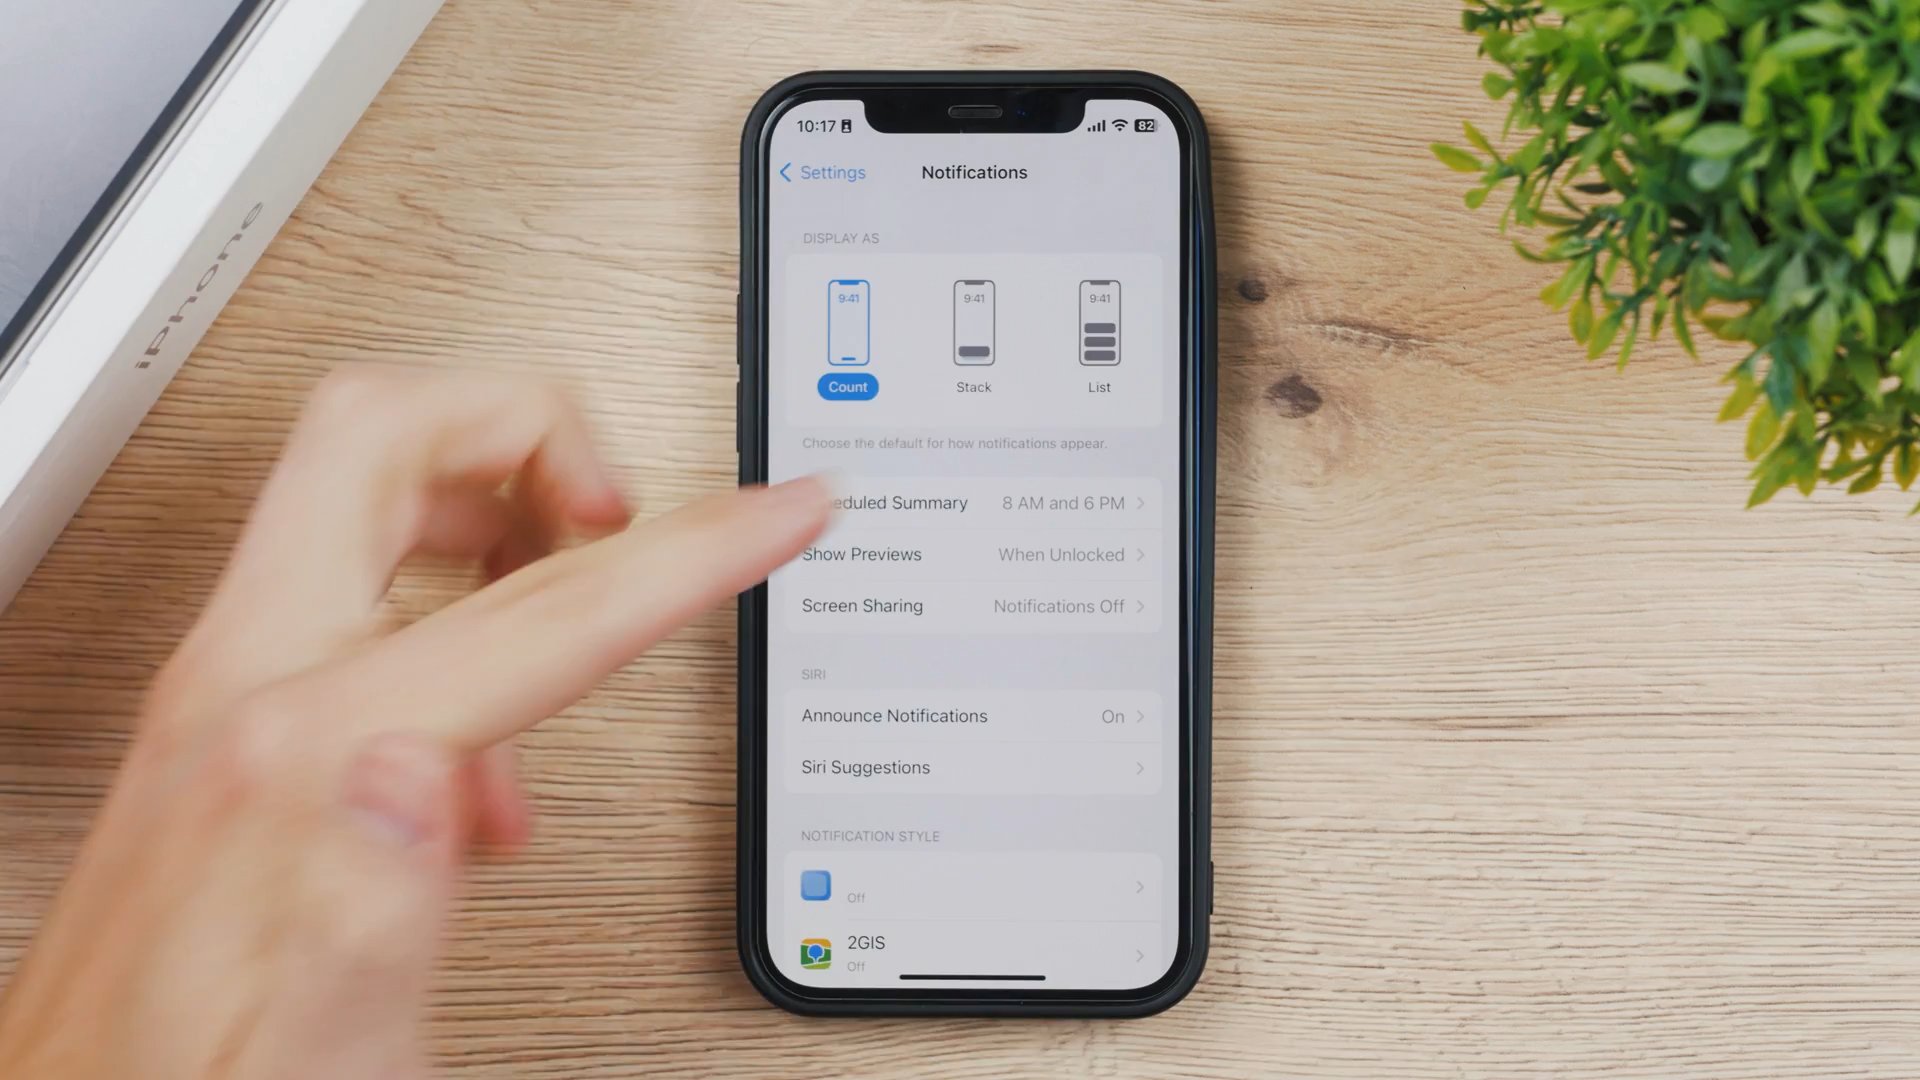 iPhone
10:17
82
Settings
Notifications
DISPLAY AS
9:41
9:41
9:41
Count
Stack
List
Choose the default for how notifications appear.
eduled Summary
8 AM and 6 PM
Show Previews
When Unlocked
Screen Sharing
Notifications Off
SIRI
Announce Notifications
On
Siri Suggestions
NOTIFICATION STYLE
Off
2GIS
Off